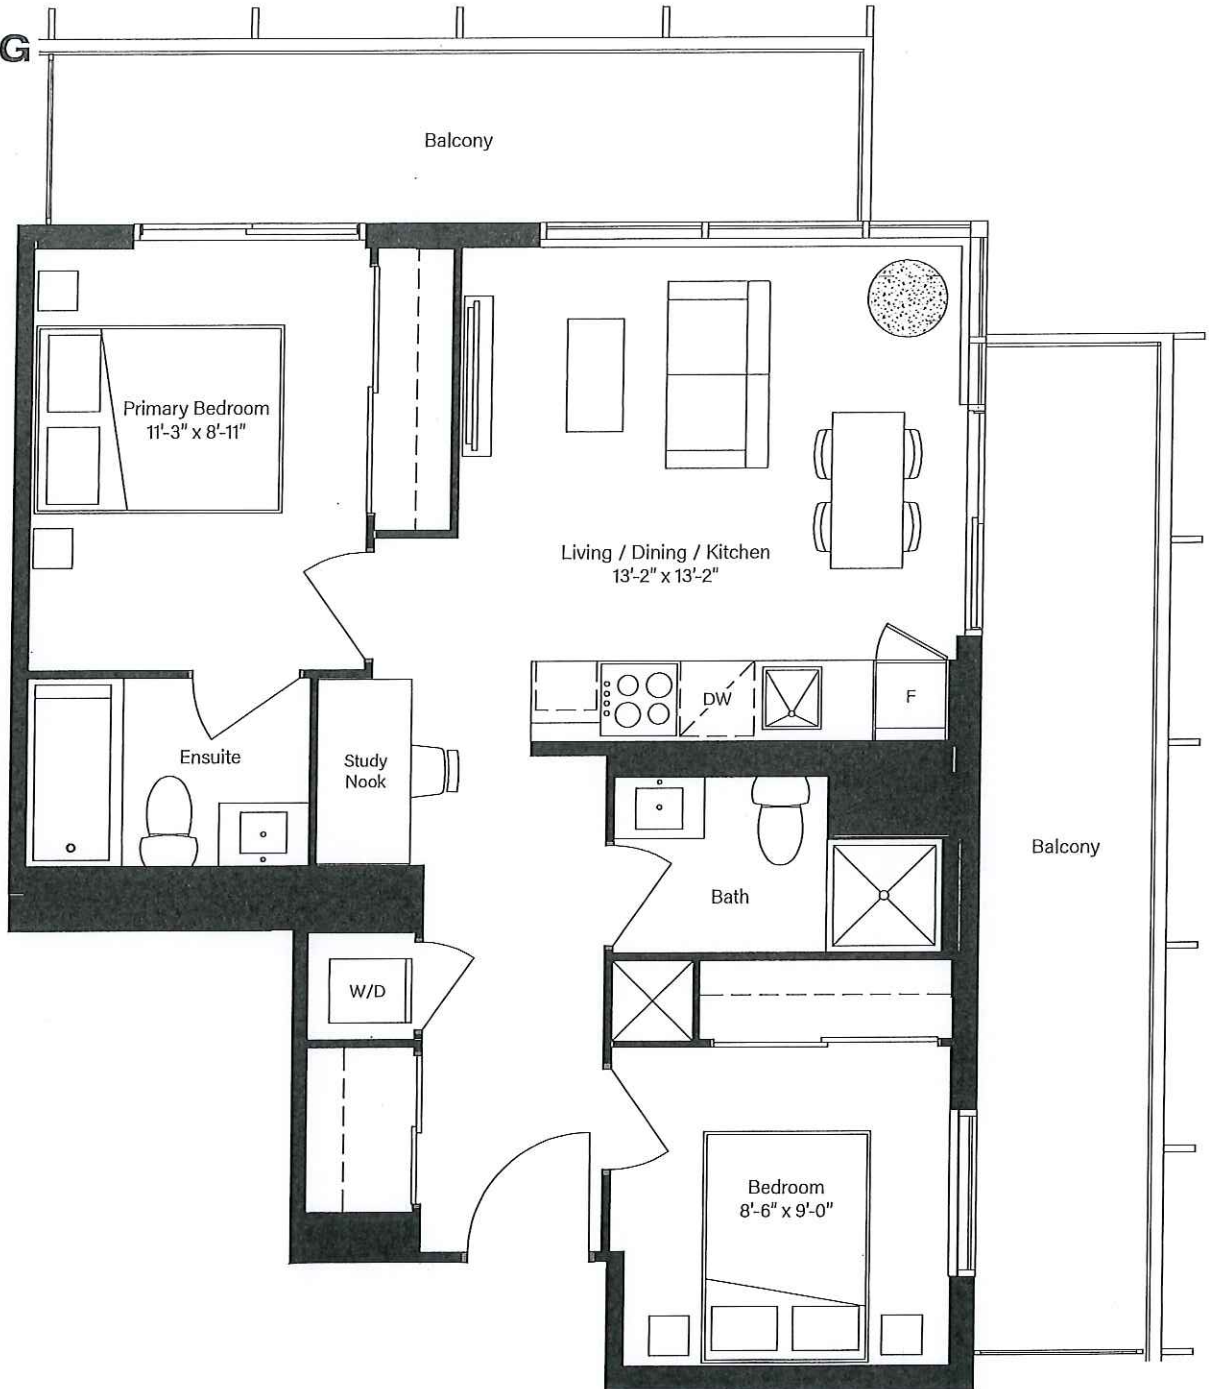 G
Balcony
Primary Bedroom
11'-3" x 8'-11"
Living / Dining / Kitchen
13'-2" x 13'-2"
DW
F
Ensuite
Study
Nook
Bath
Balcony
W/D
Bedroom
8'-6" x 9'-0"